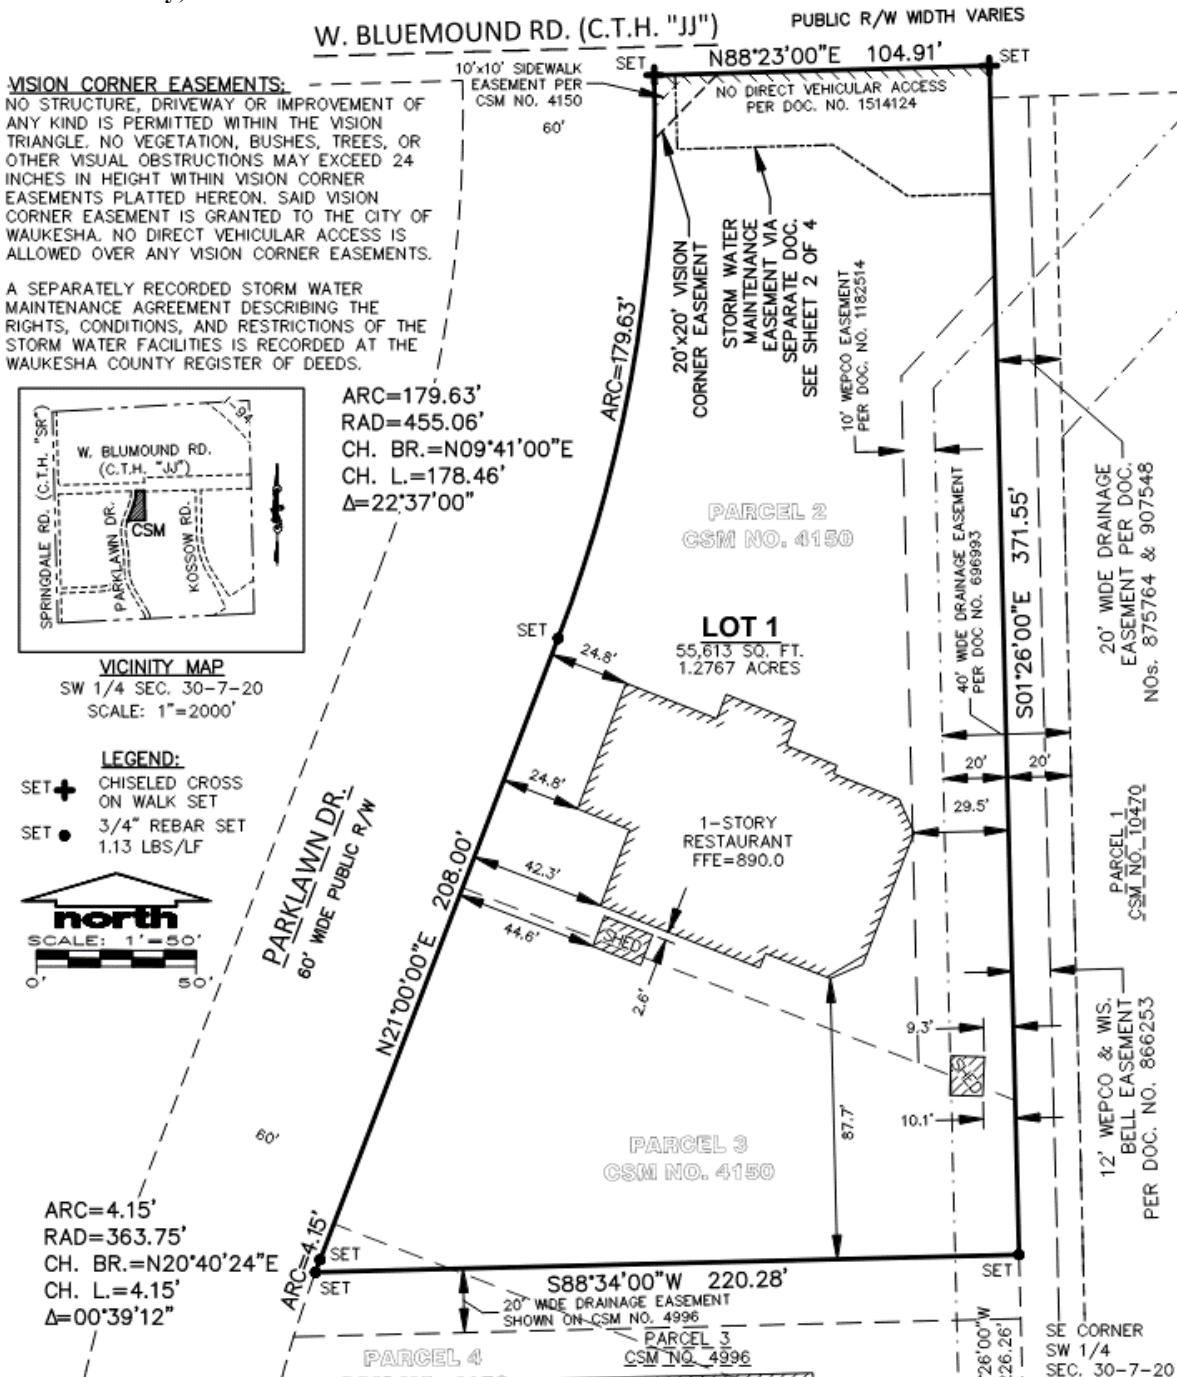 W. BLUEMOUND RD. (C.T.H. "JJ")
PUBLIC R/W WIDTH VARIES
SET
N88°23'00"E 104.91'
SET
10'x10' SIDEWALK
EASEMENT PER
CSM NO. 4150
60'
NO DIRECT VEHICULAR ACCESS
PER DOC. NO. 1514124
VISION CORNER EASEMENTS:
NO STRUCTURE, DRIVEWAY OR IMPROVEMENT OF
ANY KIND IS PERMITTED WITHIN THE VISION
TRIANGLE. NO VEGETATION, BUSHES, TREES, OR
OTHER VISUAL OBSTRUCTIONS MAY EXCEED 24
INCHES IN HEIGHT WITHIN VISION CORNER
EASEMENTS PLATTED HEREON. SAID VISION
CORNER EASEMENT IS GRANTED TO THE CITY OF
WAUKESHA. NO DIRECT VEHICULAR ACCESS IS
ALLOWED OVER ANY VISION CORNER EASEMENTS.
A SEPARATELY RECORDED STORM WATER
MAINTENANCE AGREEMENT DESCRIBING THE
RIGHTS, CONDITIONS, AND RESTRICTIONS OF THE
STORM WATER FACILITIES IS RECORDED AT THE
WAUKESHA COUNTY REGISTER OF DEEDS.
ARC=179.63'
20'x20' VISION
CORNER EASEMENT
STORM WATER
MAINTENANCE
EASEMENT VIA
SEPARATE DOC.
SEE SHEET 2 OF 4
10' WEPCO EASEMENT
PER DOC. NO. 1182514
ARC=179.63'
RAD=455.06'
CH. BR.=N09°41'00"E
CH. L.=178.46'
Δ=22°37'00"
94
W. BLUMOUND RD.
(C.T.H. "JJ")
SPRINGDALE RD. (C.T.H. "SR")
PARKLAWN DR.
CSM
KOSSOW RD.
VICINITY MAP
SW 1/4 SEC. 30-7-20
SCALE: 1"=2000'
PARCEL 2
CSM NO. 4150
40' WIDE DRAINAGE EASEMENT
PER DOC NO. 696993
S01°26'00"E 371.55'
20' WIDE DRAINAGE
EASEMENT PER DOC.
NOs. 875764 & 907548
SET
24.8'
LOT 1
55,613 SQ. FT.
1.2767 ACRES
LEGEND:
SET
CHISELED CROSS
ON WALK SET
SET
3/4" REBAR SET
1.13 LBS/LF
north
SCALE: 1'=50'
0'
50'
24.8'
20'
20'
29.5'
1-STORY
RESTAURANT
FFE=890.0
PARCEL 1
CSM NO. 10470
PARKLAWN DR.
60' WIDE PUBLIC R/W
N21°00'00"E 208.00'
42.3'
44.6'
SHED
2.6'
9.3'
SHED
10.1'
87.7'
12' WEPCO & WIS.
BELL EASEMENT
PER DOC. NO. 866253
60'
PARCEL 3
CSM NO. 4150
ARC=4.15'
RAD=363.75'
CH. BR.=N20°40'24"E
CH. L.=4.15'
Δ=00°39'12"
ARC=4.15'
SET
SET
S88°34'00"W 220.28'
SET
20' WIDE DRAINAGE EASEMENT
SHOWN ON CSM NO. 4996
PARCEL 3
CSM NO. 4996
PARCEL 4
26'00"W
226.26'
SE CORNER
SW 1/4
SEC. 30-7-20